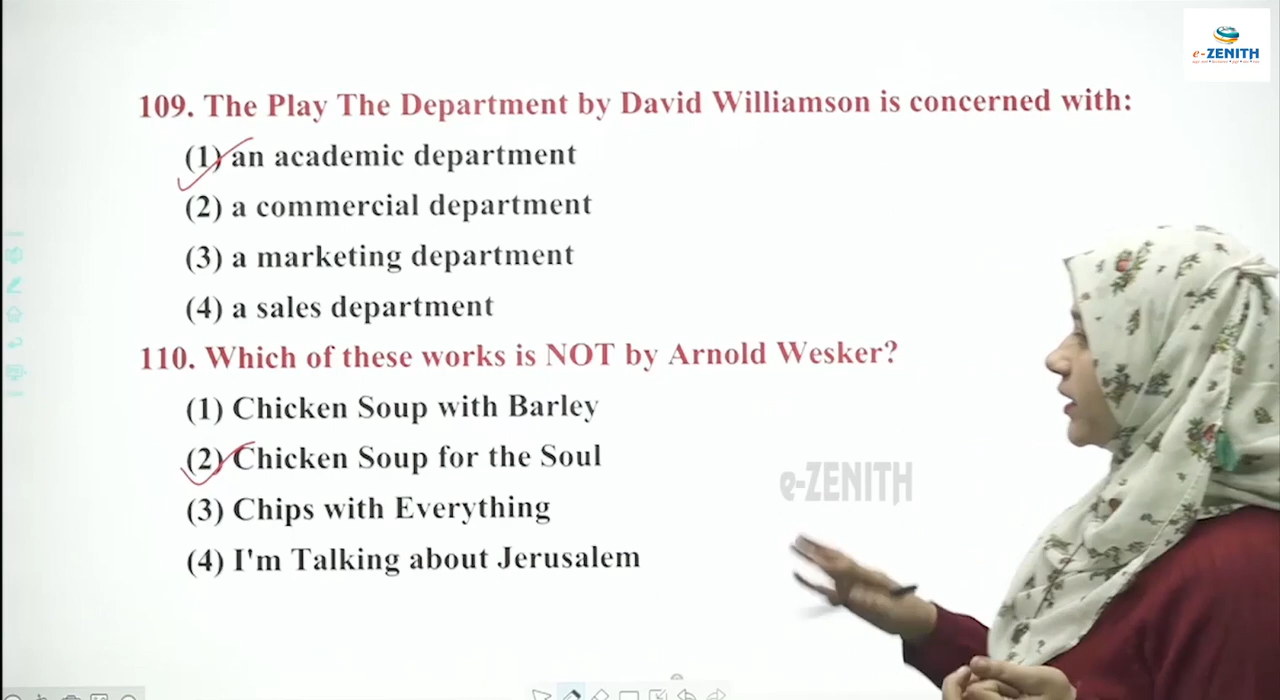 e-ZENITH
109. The Play The Department by David Williamson is concerned with:
(1) an academic department
(2) a commercial department
(3) a marketing department
(4) a sales department
110. Which of these works is NOT by Arnold Wesker?
(1) Chicken Soup with Barley
(2) Chicken Soup for the Soul
(3) Chips with Everything
(4) I'm Talking about Jerusalem
e-ZENITH